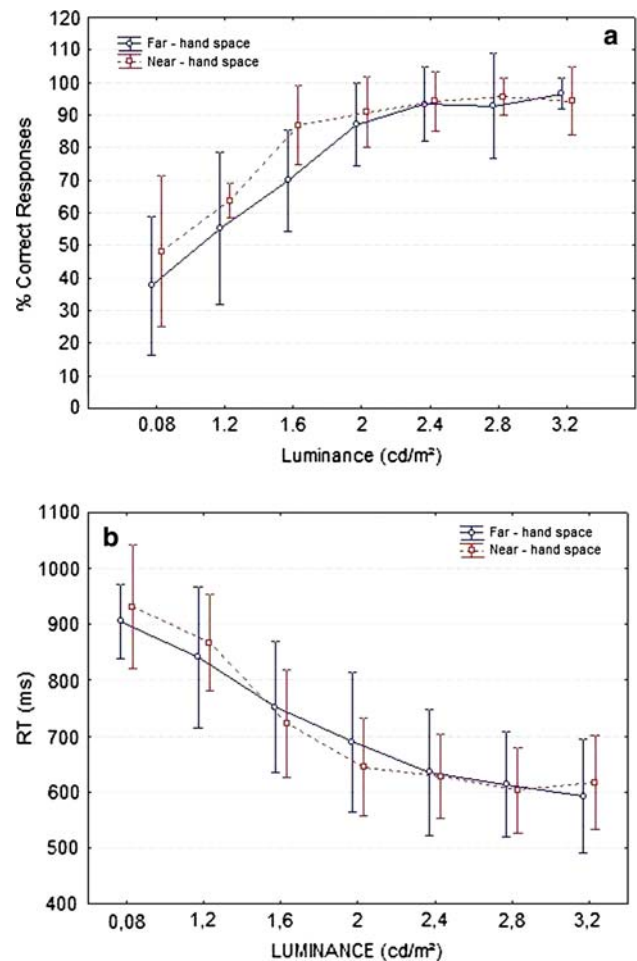 120
110
100
90
80
70
60
50
40
30
20
10
0
% Correct Responses
Far - hand space
Near - hand space
a
0.08 1.2 1.6 2 2.4 2.8 3.2
Luminance (cd/m²)
1100
1000
900
800
700
600
500
400
RT (ms)
b
Far - hand space
Near - hand space
0,08 1,2 1,6 2 2,4 2,8 3,2
LUMINANCE (cd/m²)